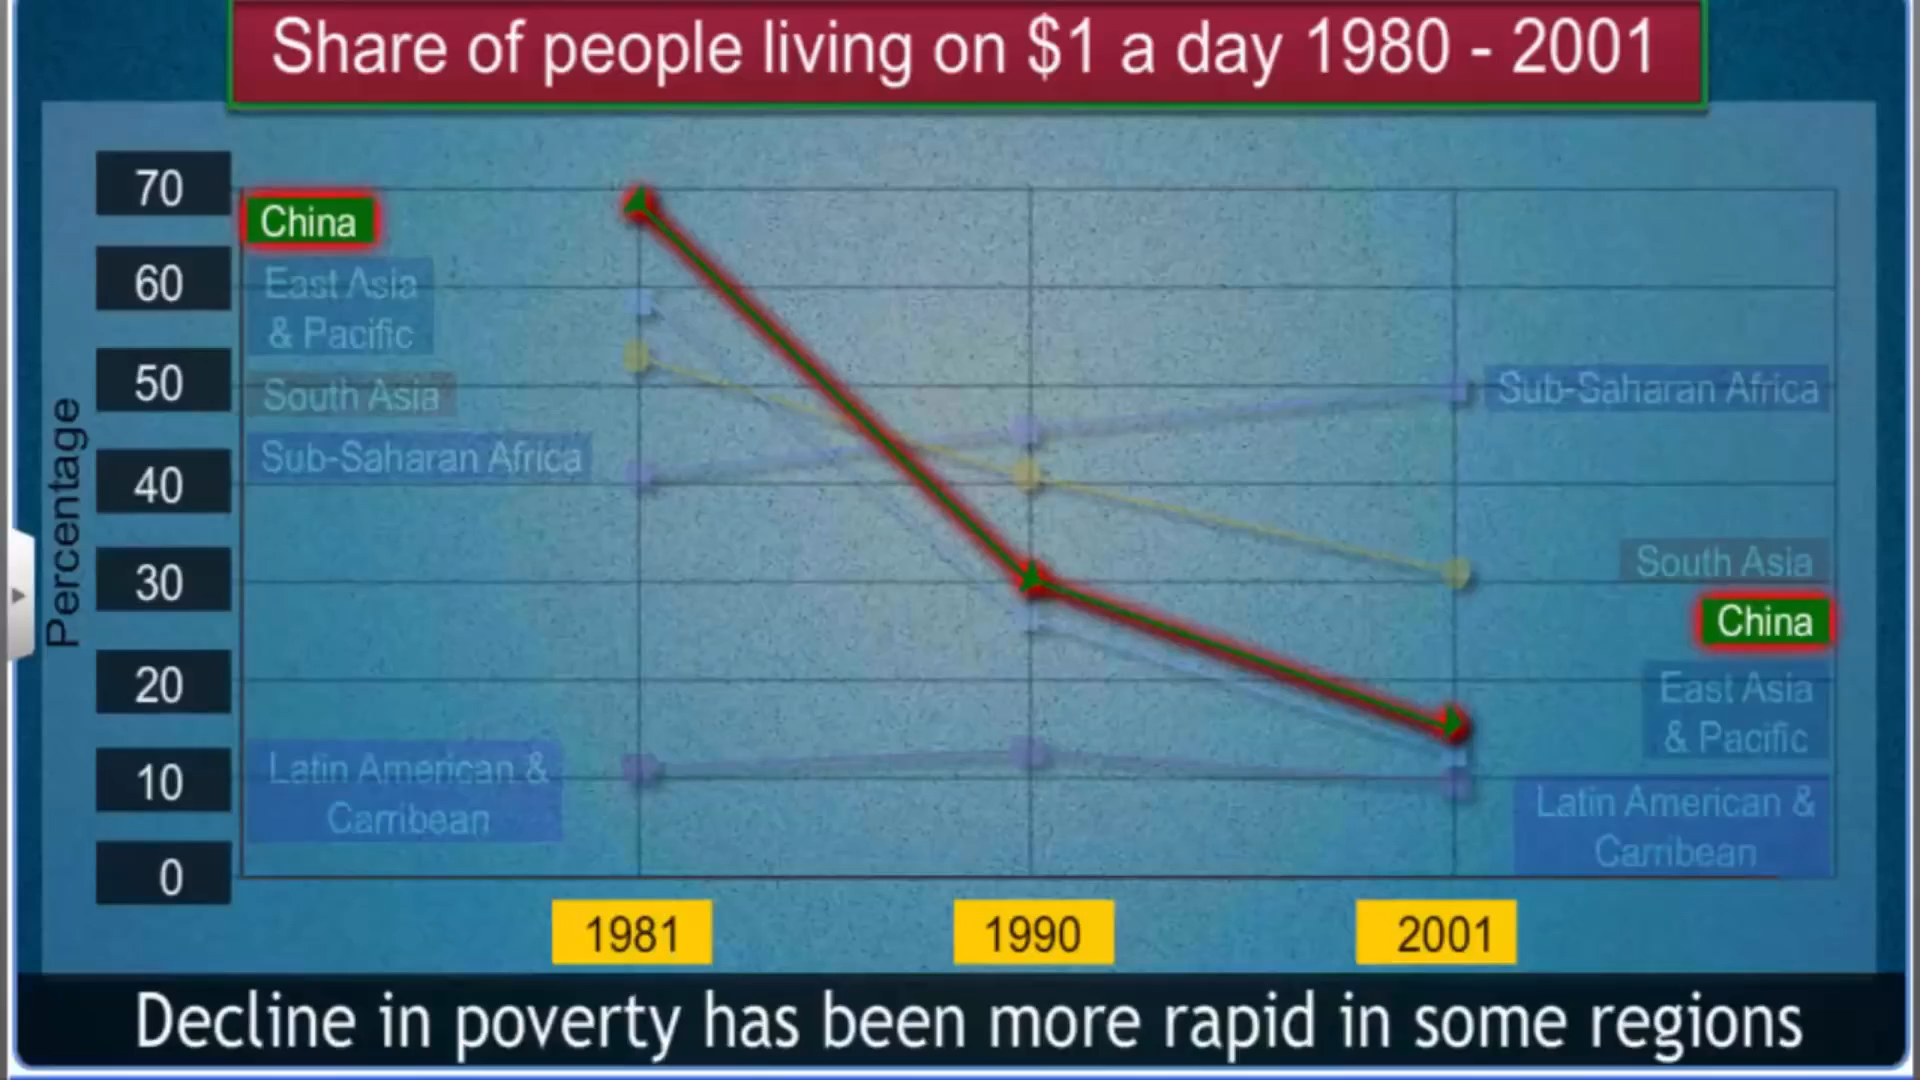 Share of people living on $1 a day 1980 - 2001
Percentage
70
60
50
40
30
20
10
0
China
East Asia
& Pacific
South Asia
Sub-Saharan Africa
Latin American &
Carribean
Sub-Saharan Africa
South Asia
China
East Asia
& Pacific
Latin American &
Carribean
1981
1990
2001
Decline in poverty has been more rapid in some regions